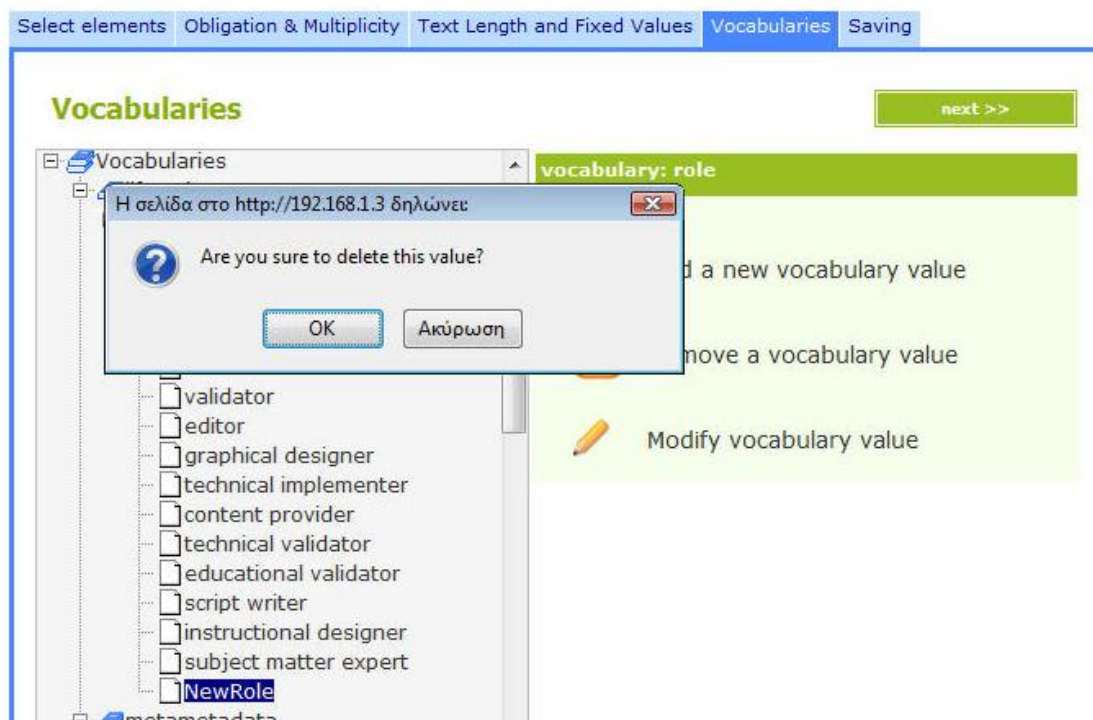 Select elements Obligation & Multiplicity Text Length and Fixed Values Vocabularies Saving
Vocabularies
next >>
Vocabularies
vocabulary: role
Η σελίδα στο http://192.168.1.3 δηλώνει:
Are you sure to delete this value?
OK Ακύρωση
a new vocabulary value
a vocabulary value
Modify vocabulary value
validator
editor
graphical designer
technical implementer
content provider
technical validator
educational validator
script writer
instructional designer
subject matter expert
NewRole
metametadata